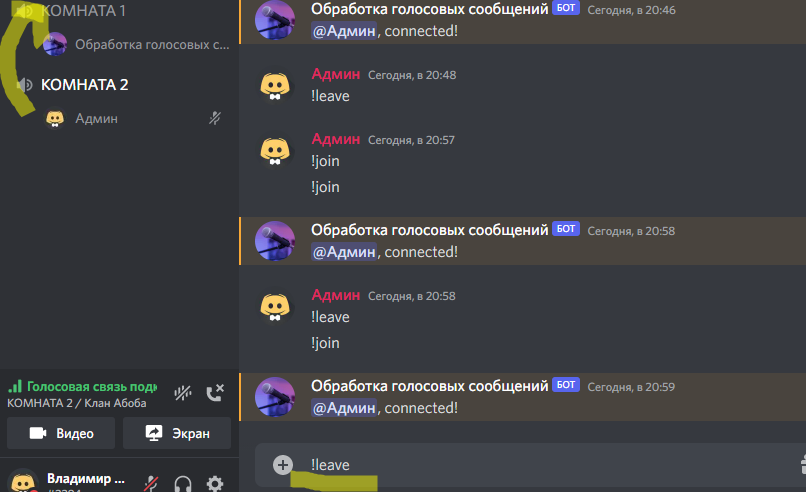 КОМНАТА 1
Обработка голосовых с...
КОМНАТА 2
Админ
Голосовая связь подк
КОМНАТА 2 / Клан Абоба
Видео
Экран
Владимир ...
Обработка голосовых сообщений БОТ Сегодня, в 20:46
@Админ, connected!
Админ Сегодня, в 20:48
!leave
Админ Сегодня, в 20:57
!join
!join
Обработка голосовых сообщений БОТ Сегодня, в 20:58
@Админ, connected!
Админ Сегодня, в 20:58
!leave
!join
Обработка голосовых сообщений БОТ Сегодня, в 20:59
@Админ, connected!
!leave